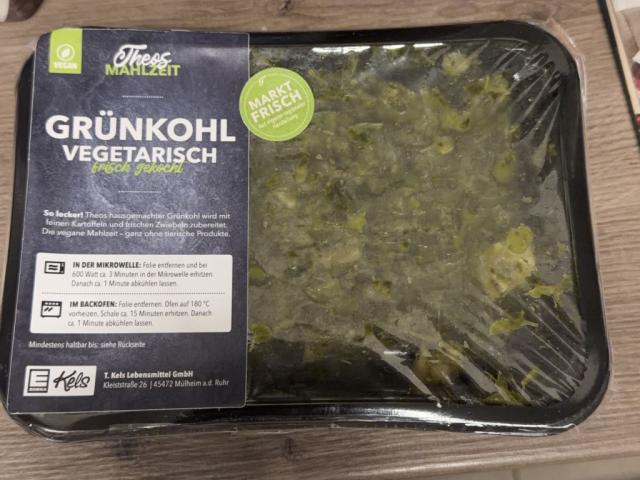 VEGAN
Theos
MAHLZEIT
MARKT
FRISCH
GRÜNKOHL
VEGETARISCH
frisch gekocht
So lecker! Theos hausgemachter Grünkohl wird mit
feinen Kartoffeln und frischen Zwiebeln zubereitet.
Die vegane Mahlzeit – ganz ohne tierische Produkte.
IN DER MIKROWELLE: Folie entfernen und bei
600 Watt ca. 3 Minuten in der Mikrowelle erhitzen.
Danach ca. 1 Minute abkühlen lassen.
IM BACKOFEN: Folie entfernen. Ofen auf 180 °C
vorheizen, Schale ca. 15 Minuten erhitzen. Danach
ca. 1 Minute abkühlen lassen.
Mindestens haltbar bis: siehe Rückseite
Kels
T. Kels Lebensmittel GmbH
Kleiststraße 26 | 45472 Mülheim a.d. Ruhr